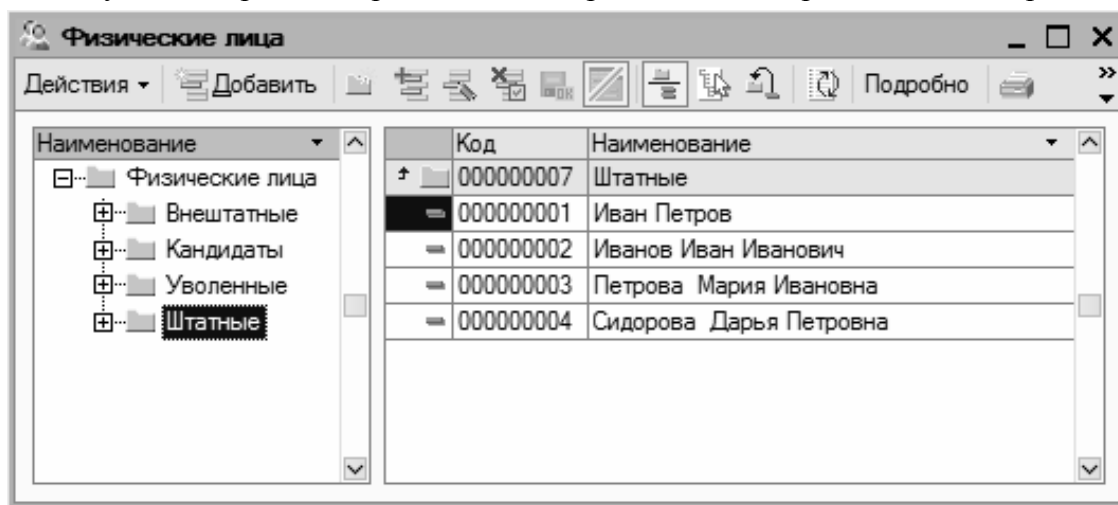 Физические лица
Действия Добавить Подробно
Наименование
Физические лица
Внештатные
Кандидаты
Уволенные
Штатные
Код Наименование
000000007 Штатные
000000001 Иван Петров
000000002 Иванов Иван Иванович
000000003 Петрова Мария Ивановна
000000004 Сидорова Дарья Петровна